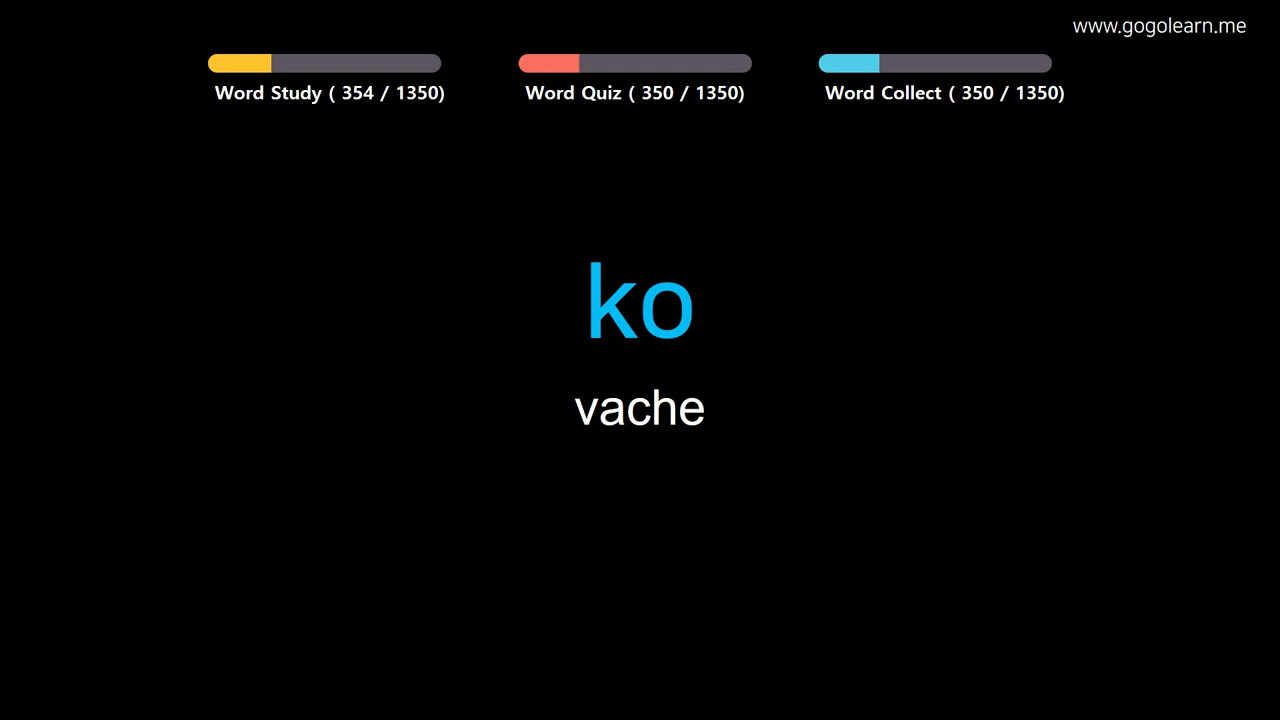 www.gogolearn.me
Word Study ( 354 / 1350)
Word Quiz ( 350 / 1350)
Word Collect ( 350 / 1350)
ko
vache